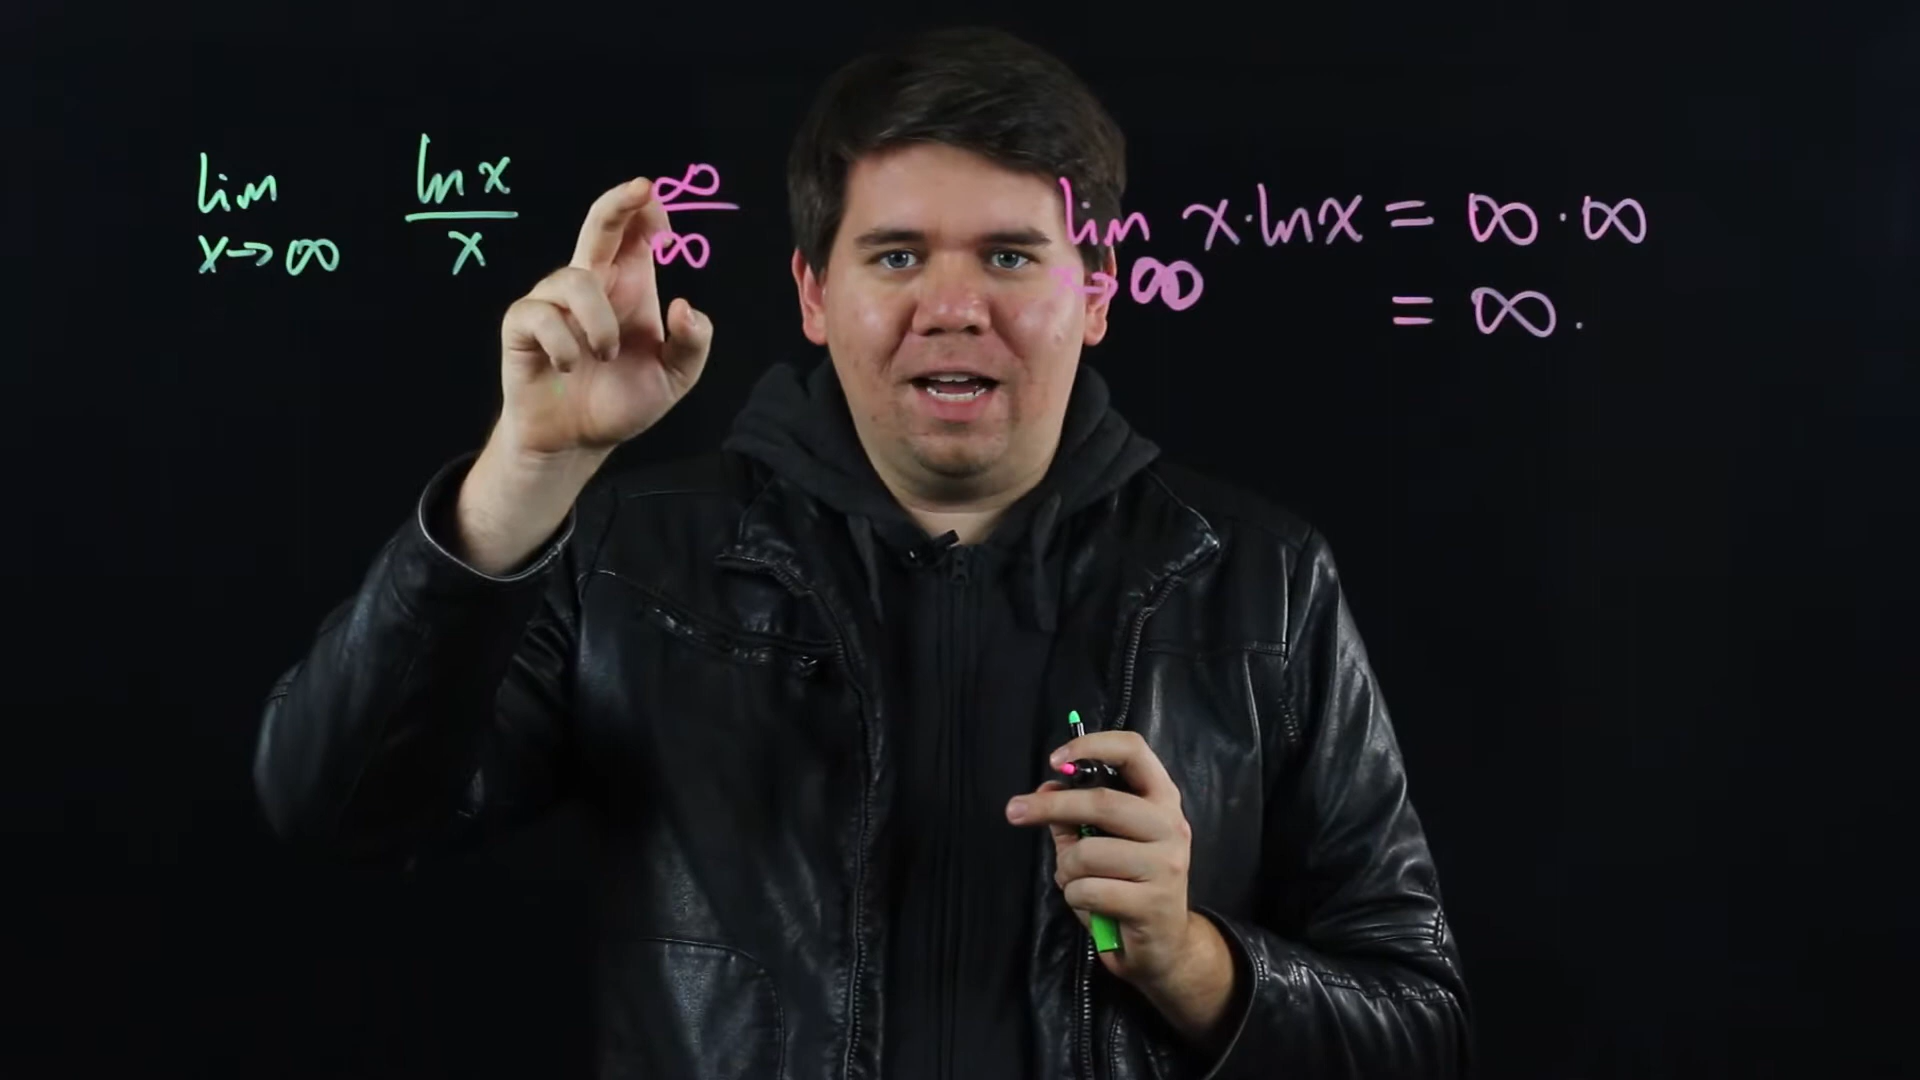 lim ln x / x ∞/∞
x→∞
lim x·ln x = ∞·∞
x→∞ = ∞.